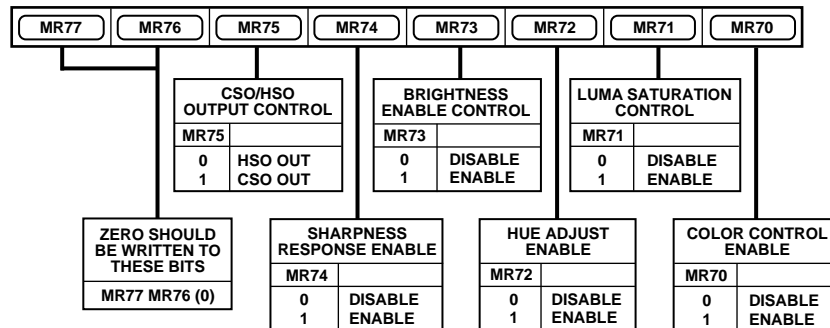 MR77 MR76 MR75 MR74 MR73 MR72 MR71 MR70
CSO/HSO
OUTPUT CONTROL
MR75
0 HSO OUT
1 CSO OUT
BRIGHTNESS
ENABLE CONTROL
MR73
0 DISABLE
1 ENABLE
LUMA SATURATION
CONTROL
MR71
0 DISABLE
1 ENABLE
ZERO SHOULD
BE WRITTEN TO
THESE BITS
MR77 MR76 (0)
SHARPNESS
RESPONSE ENABLE
MR74
0 DISABLE
1 ENABLE
HUE ADJUST
ENABLE
MR72
0 DISABLE
1 ENABLE
COLOR CONTROL
ENABLE
MR70
0 DISABLE
1 ENABLE